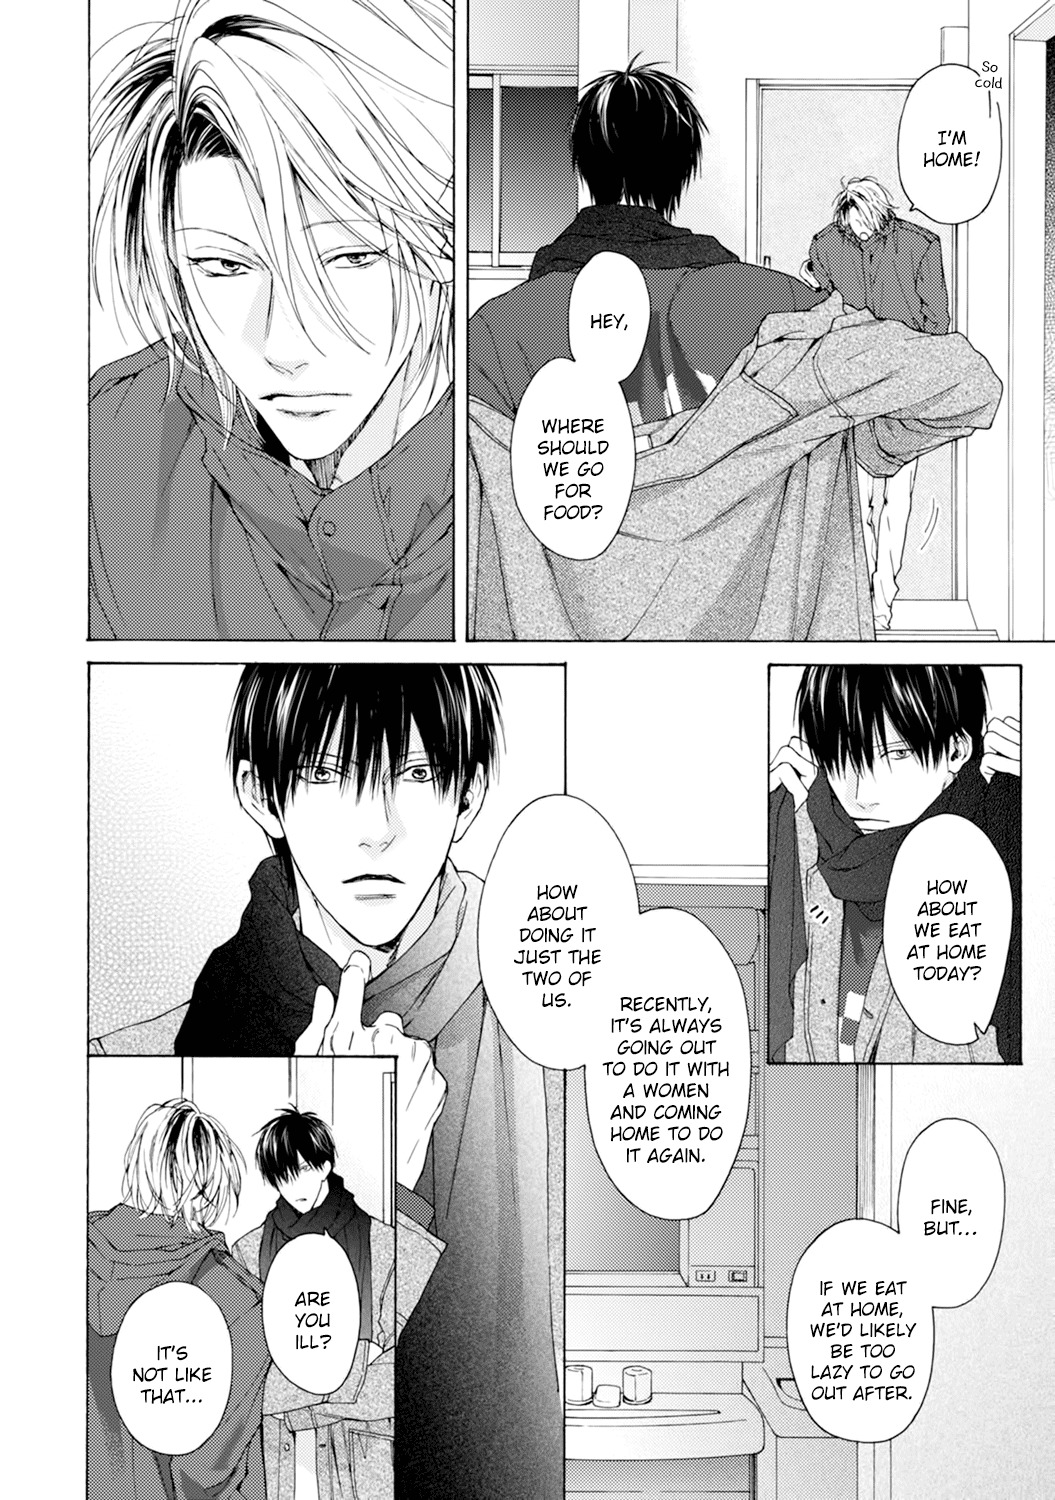 So
cold
I'M
HOME!
HEY,
WHERE
SHOULD
WE GO
FOR
FOOD?
HOW
ABOUT
WE EAT
AT HOME
TODAY?
FINE,
BUT...
IF WE EAT
AT HOME,
WE'D LIKELY
BE TOO
LAZY TO GO
OUT AFTER.
RECENTLY,
IT'S ALWAYS
GOING OUT
TO DO IT WITH
A WOMEN
AND COMING
HOME TO DO
IT AGAIN.
HOW
ABOUT
DOING IT
JUST THE
TWO OF
US.
ARE
YOU
ILL?
IT'S
NOT LIKE
THAT...